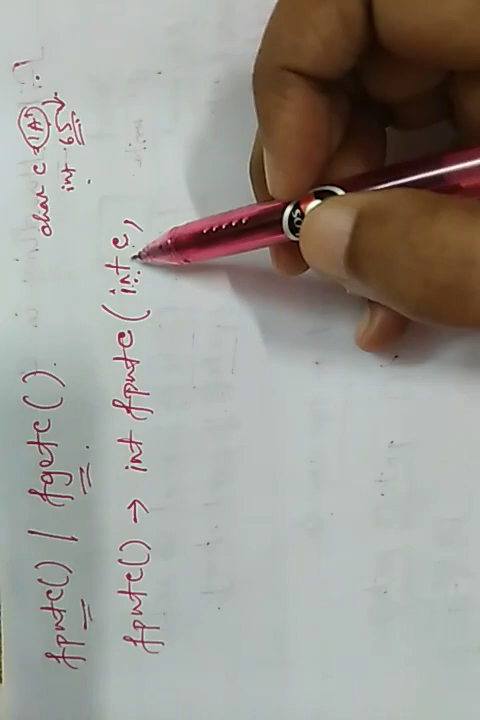 fputc() / fgetc().
char c = 'A'
int 65
fputc() → int fputc( int c,